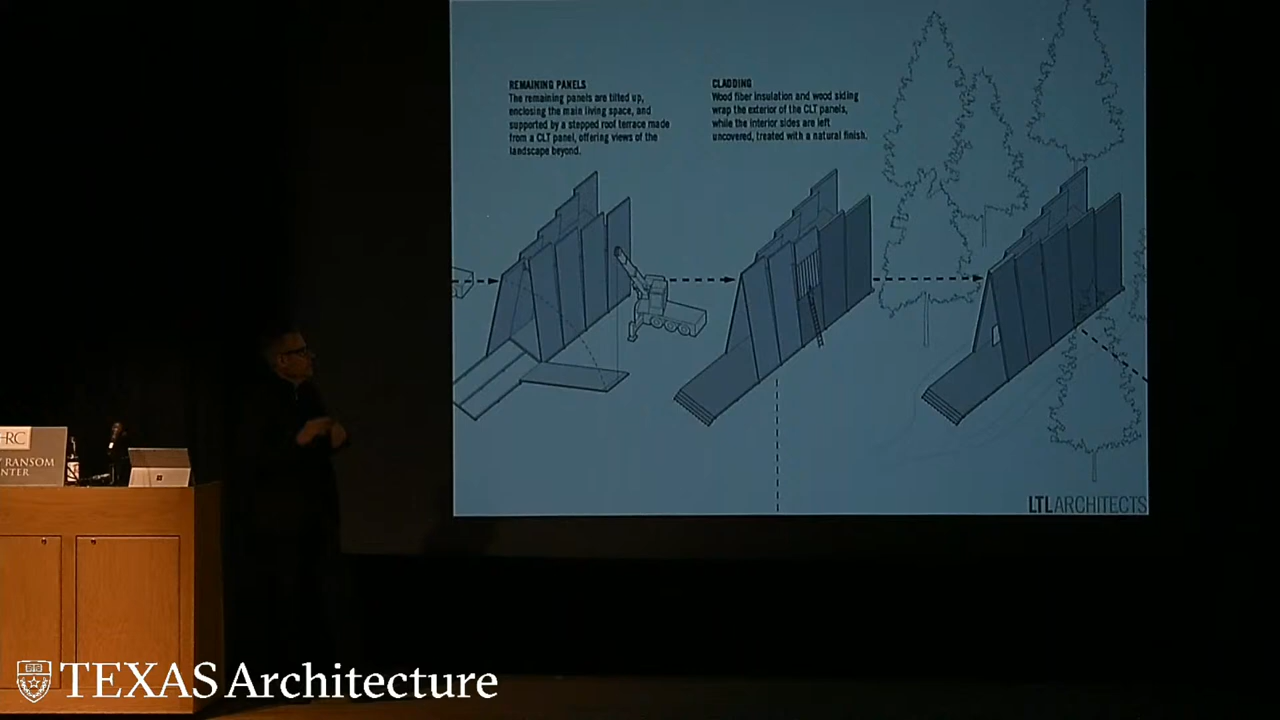 REMAINING PANELS
The remaining panels are tilted up,
enclosing the main living space, and
supported by a stepped roof terrace made
from a CLT panel, offering views of the
landscape beyond.
CLADDING
Wood fiber insulation and wood siding
wrap the exterior of the CLT panels,
while the interior sides are left
uncovered, treated with a natural finish.
LTLARCHITECTS
RC
Y RANSOM
NTER
TEXAS Architecture